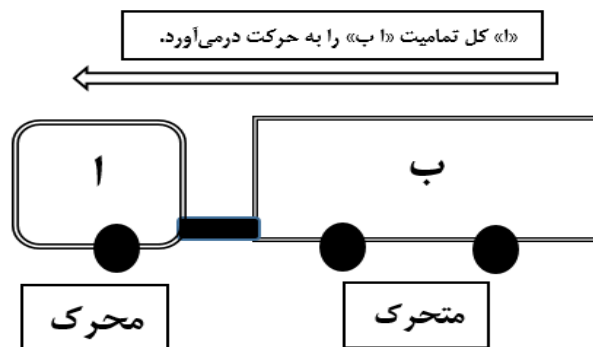 «ا» کل تمامیت «ا ب» را به حرکت درمی‌آورد.
ا
ب
محرک
متحرک